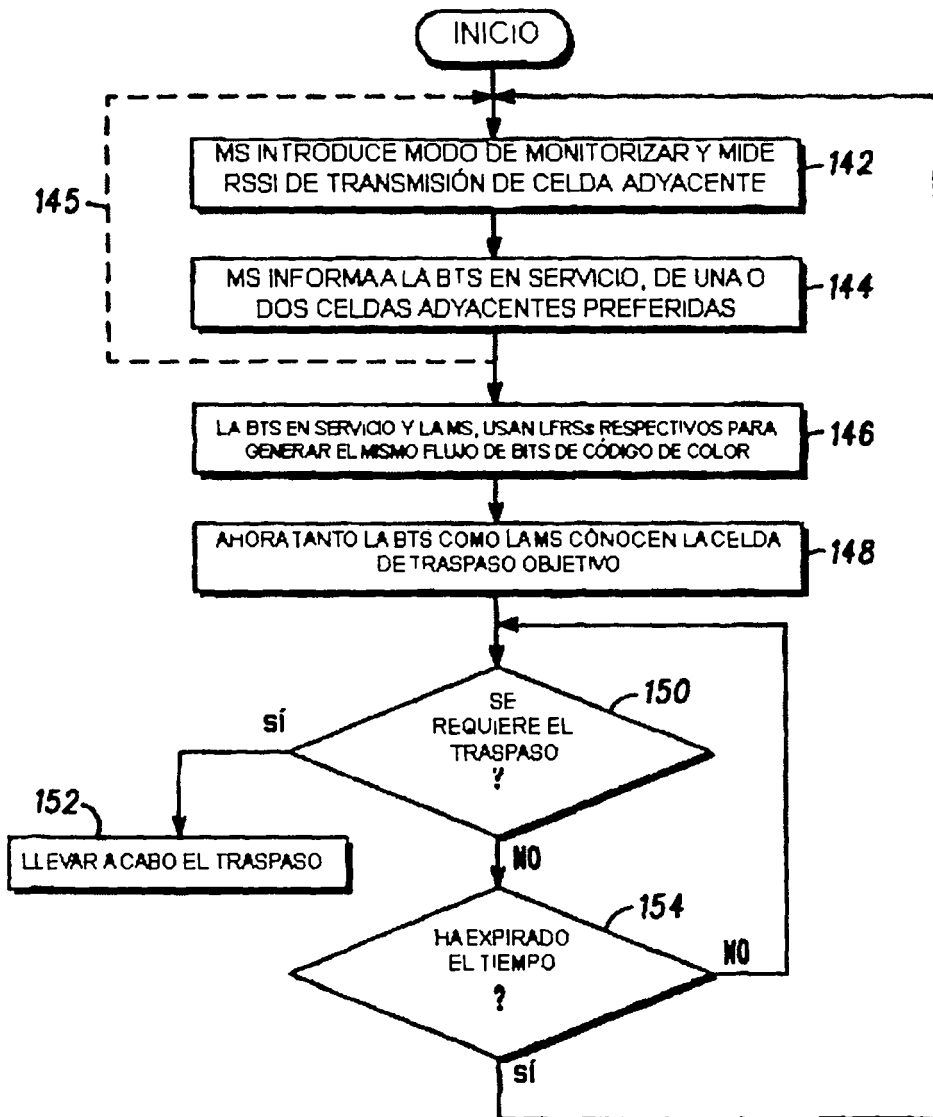 INICIO
MS INTRODUCE MODO DE MONITORIZAR Y MIDE
RSSI DE TRANSMISIÓN DE CELDA ADYACENTE
142
145
MS INFORMA A LA BTS EN SERVICIO, DE UNA O
DOS CELDAS ADYACENTES PREFERIDAS
144
LA BTS EN SERVICIO Y LA MS, USAN LFRSs RESPECTIVOS PARA
GENERAR EL MISMO FLUJO DE BITS DE CÓDIGO DE COLOR
146
AHORA TANTO LA BTS COMO LA MS CÓNOCEN LA CELDA
DE TRASPASO OBJETIVO
148
SE
REQUIERE EL
TRASPASO
?
150
SÍ
152
LLEVAR A CABO EL TRASPASO
NO
HA EXPIRADO
EL TIEMPO
?
154
NO
SÍ